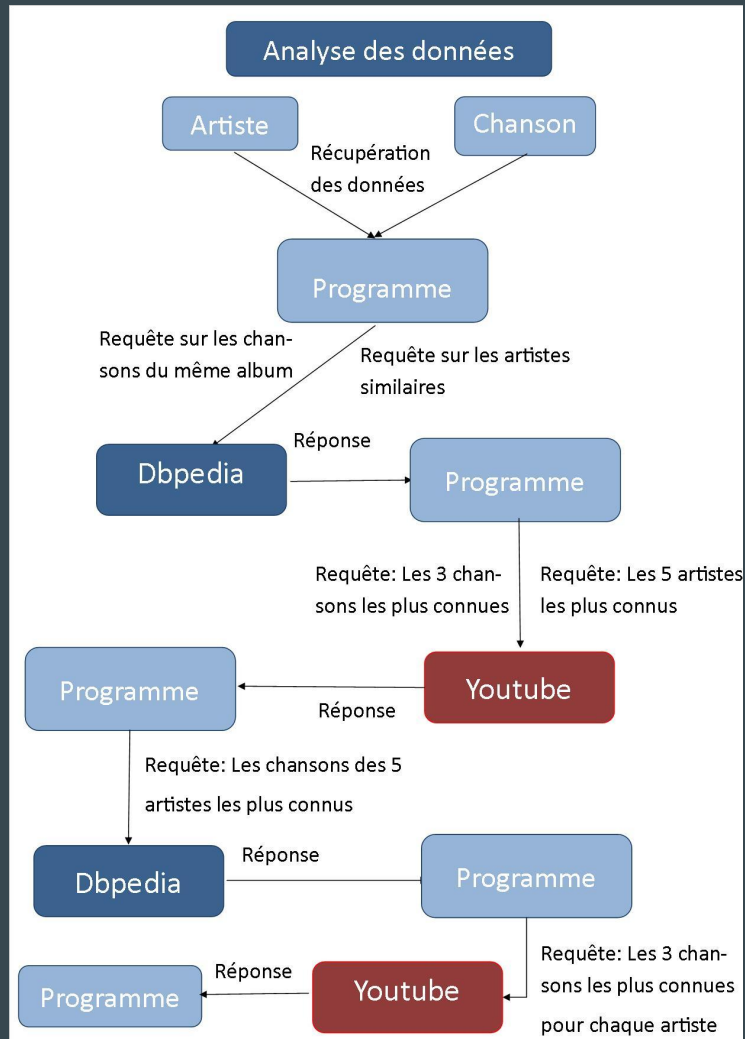 Analyse des données
Artiste
Chanson
Récupération
des données
Programme
Requête sur les chan-
sons du même album
Requête sur les artistes
similaires
Dbpedia
Réponse
Programme
Requête: Les 3 chan-
sons les plus connues
Requête: Les 5 artistes
les plus connus
Programme
Réponse
Youtube
Requête: Les chansons des 5
artistes les plus connus
Dbpedia
Réponse
Programme
Requête: Les 3 chan-
sons les plus connues
pour chaque artiste
Programme
Réponse
Youtube